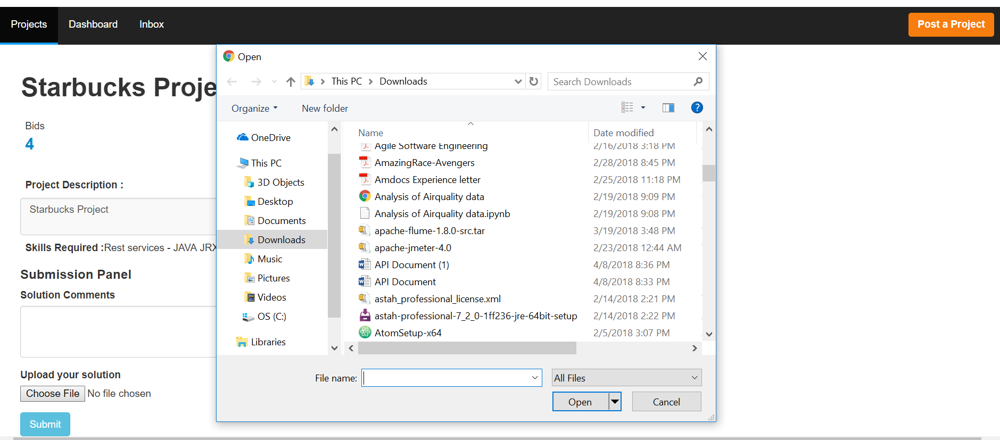 Projects Dashboard Inbox Post a Project
Open
Starbucks Proje
This PC Downloads
Search Downloads
Organize New folder
?
Bids
4
Project Description :
Starbucks Project
Skills Required :Rest services - JAVA JRX
Submission Panel
Solution Comments
Upload your solution
Choose File No file chosen
Submit
OneDrive
This PC
3D Objects
Desktop
Documents
Downloads
Music
Pictures
Videos
OS (C:)
Libraries
Name Date modified
Agile Software Engineering 2/16/2018 3:18 PM
AmazingRace-Avengers 2/28/2018 8:45 PM
Amdocs Experience letter 2/25/2018 11:18 PM
Analysis of Airquality data 2/19/2018 9:09 PM
Analysis of Airquality data.ipynb 2/19/2018 9:08 PM
apache-flume-1.8.0-src.tar 3/19/2018 3:48 PM
apache-jmeter-4.0 2/23/2018 12:44 AM
API Document (1) 4/8/2018 8:36 PM
API Document 4/8/2018 8:33 PM
astah_professional_license.xml 2/14/2018 2:21 PM
astah-professional-7_2_0-1ff236-jre-64bit-setup 2/14/2018 2:22 PM
AtomSetup-x64 2/5/2018 3:07 PM
File name: All Files
Open Cancel